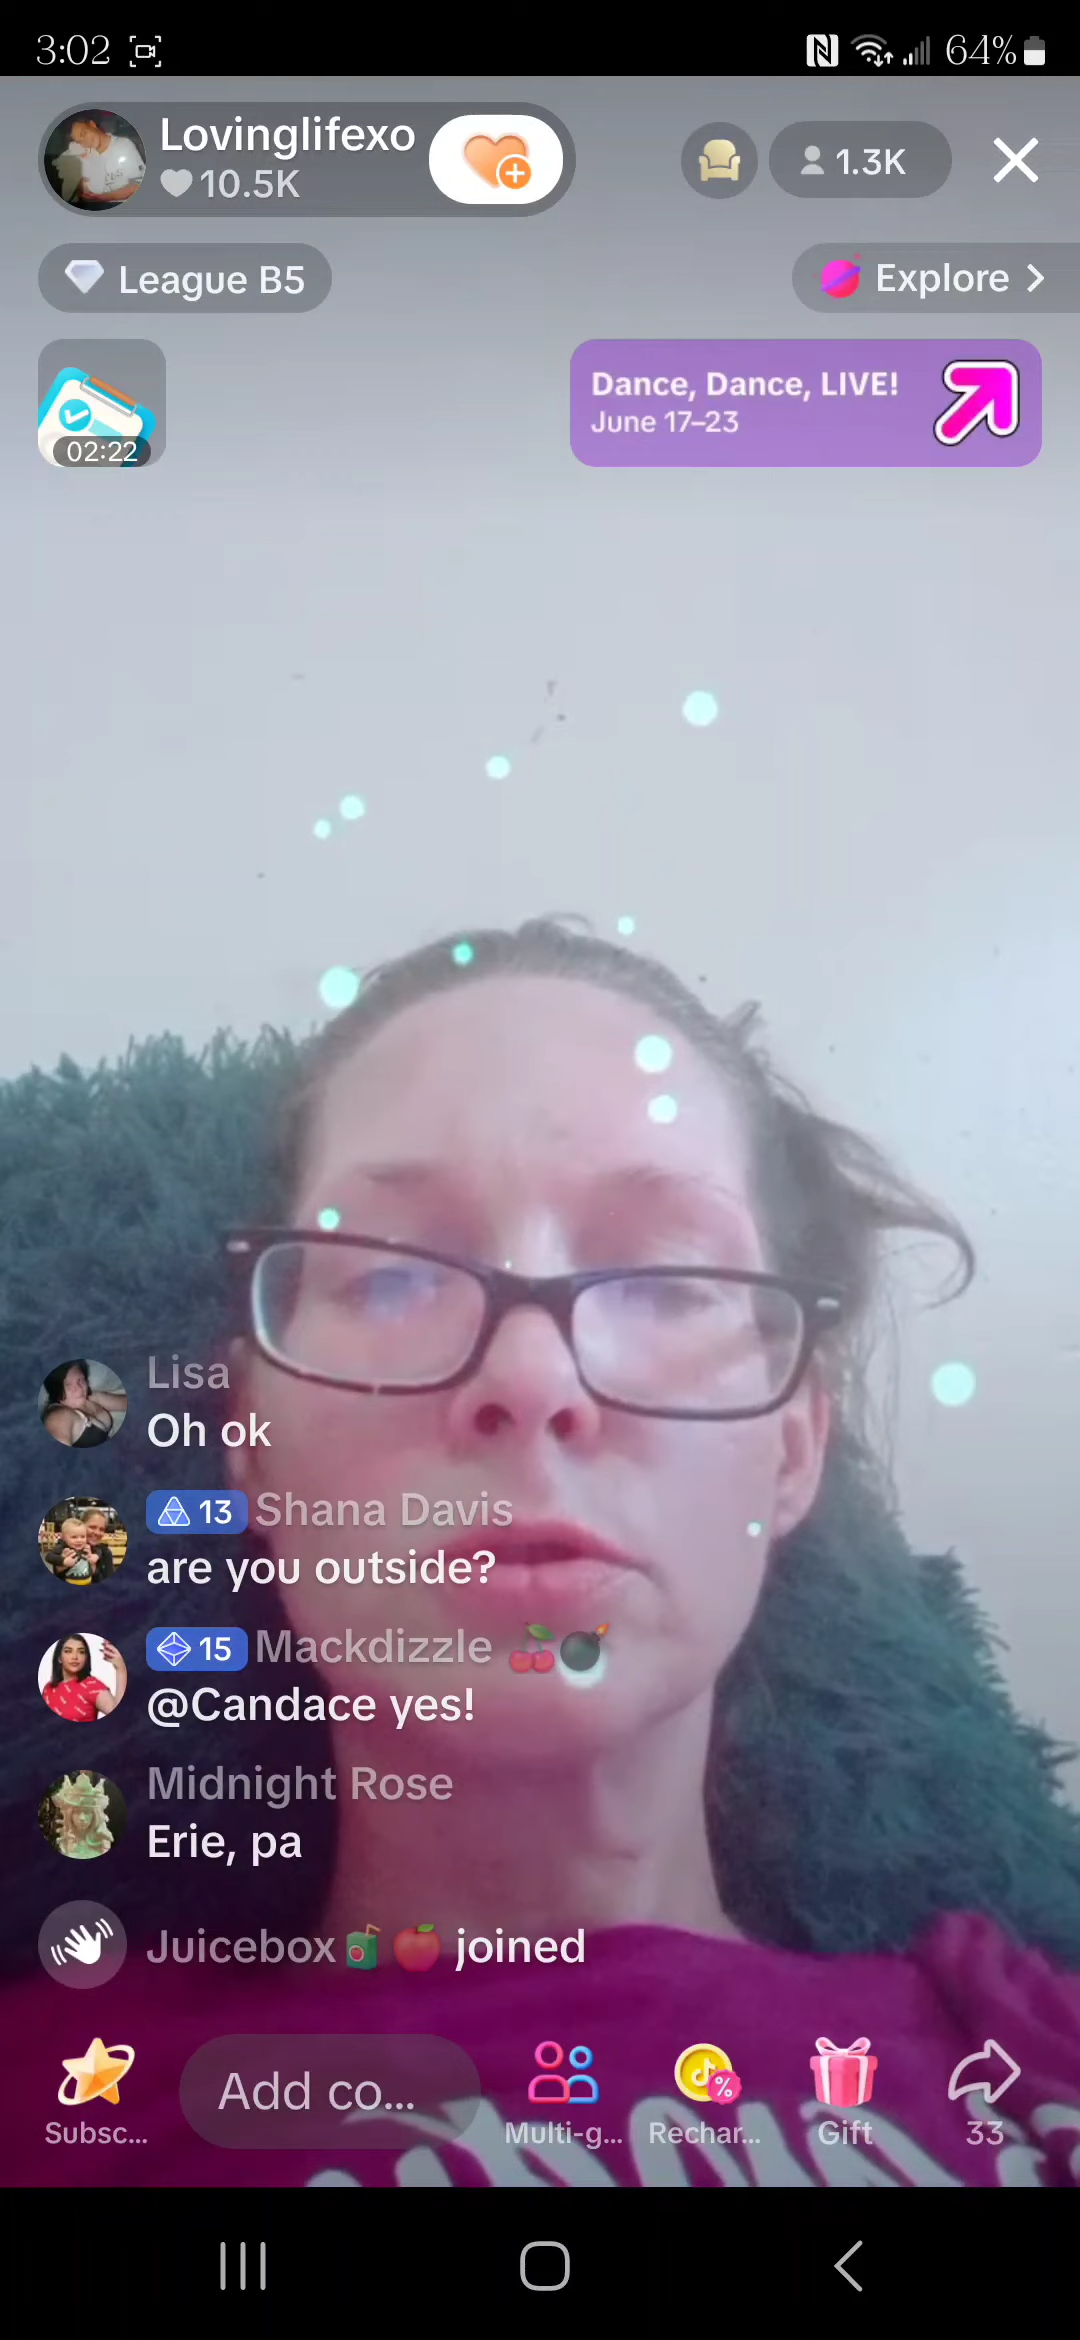 3:02
64%
Lovinglifexo
10.5K
1.3K
League B5
Explore
02:22
Dance, Dance, LIVE!
June 17–23
Lisa
Oh ok
13 Shana Davis
are you outside?
15 Mackdizzle 🍒💣
@Candace yes!
Midnight Rose
Erie, pa
Juicebox🧃🍎 joined
Add co...
Subsc...
Multi-g...
Rechar...
Gift
33